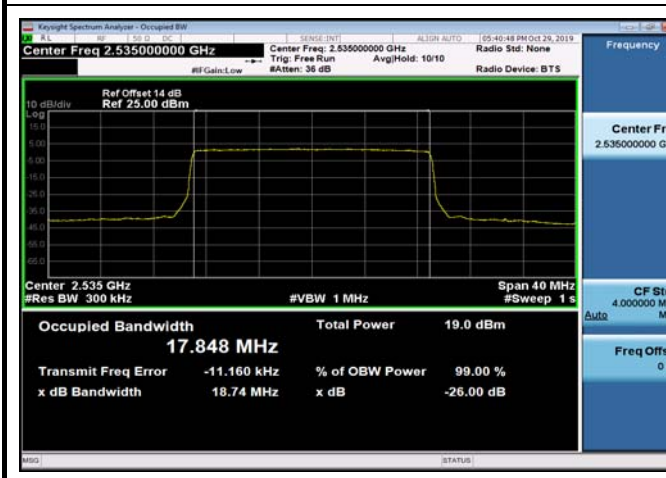 Keysight Spectrum Analyzer - Occupied BW
RL RF 50 Ω DC SENSE:INT ALIGN AUTO 05:40:48 PM Oct 29, 2019
Center Freq 2.535000000 GHz
Center Freq: 2.535000000 GHz
Radio Std: None
Trig: Free Run Avg|Hold: 10/10
#IFGain:Low #Atten: 36 dB Radio Device: BTS
Ref Offset 14 dB
10 dB/div Ref 25.00 dBm
Log
15.0
5.00
-5.00
-15.0
-25.0
-35.0
-45.0
-55.0
-65.0
Center 2.535 GHz Span 40 MHz
#Res BW 300 kHz #VBW 1 MHz #Sweep 1 s
Occupied Bandwidth Total Power 19.0 dBm
17.848 MHz
Transmit Freq Error -11.160 kHz % of OBW Power 99.00 %
x dB Bandwidth 18.74 MHz x dB -26.00 dB
MSG STATUS
Frequency
Center Fr
2.535000000 G
CF St
4.000000 M
Auto M
Freq Offs
0